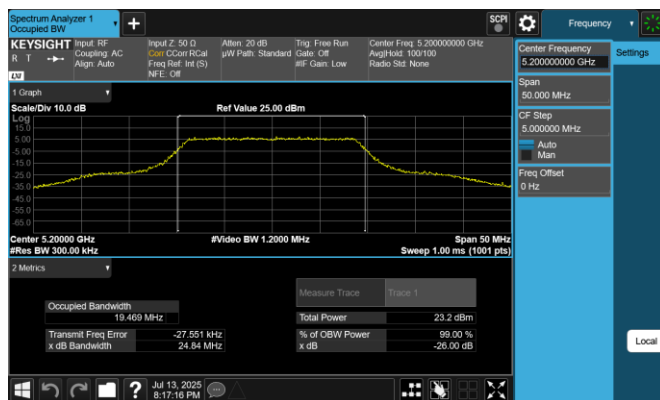 Spectrum Analyzer 1
Occupied BW
SCPI
Frequency
KEYSIGHT
R T
LXI
Input: RF
Coupling: AC
Align: Auto
Input Z: 50 Ω
Corr CCorr RCal
Freq Ref: Int (S)
NFE: Off
Atten: 20 dB
µW Path: Standard
Trig: Free Run
Gate: Off
#IF Gain: Low
Center Freq: 5.200000000 GHz
Avg|Hold: 100/100
Radio Std: None
Center Frequency
5.200000000 GHz
Settings
Span
50.000 MHz
CF Step
5.000000 MHz
Auto
Man
Freq Offset
0 Hz
Local
1 Graph
Scale/Div 10.0 dB
Ref Value 25.00 dBm
Log
15.0
5.00
-5.00
-15.0
-25.0
-35.0
-45.0
-55.0
-65.0
Center 5.20000 GHz
#Video BW 1.2000 MHz
Span 50 MHz
#Res BW 300.00 kHz
Sweep 1.00 ms (1001 pts)
2 Metrics
Measure Trace
Trace 1
Occupied Bandwidth
19.469 MHz
Total Power
23.2 dBm
Transmit Freq Error
-27.551 kHz
% of OBW Power
99.00 %
x dB Bandwidth
24.84 MHz
x dB
-26.00 dB
?
Jul 13, 2025
8:17:16 PM